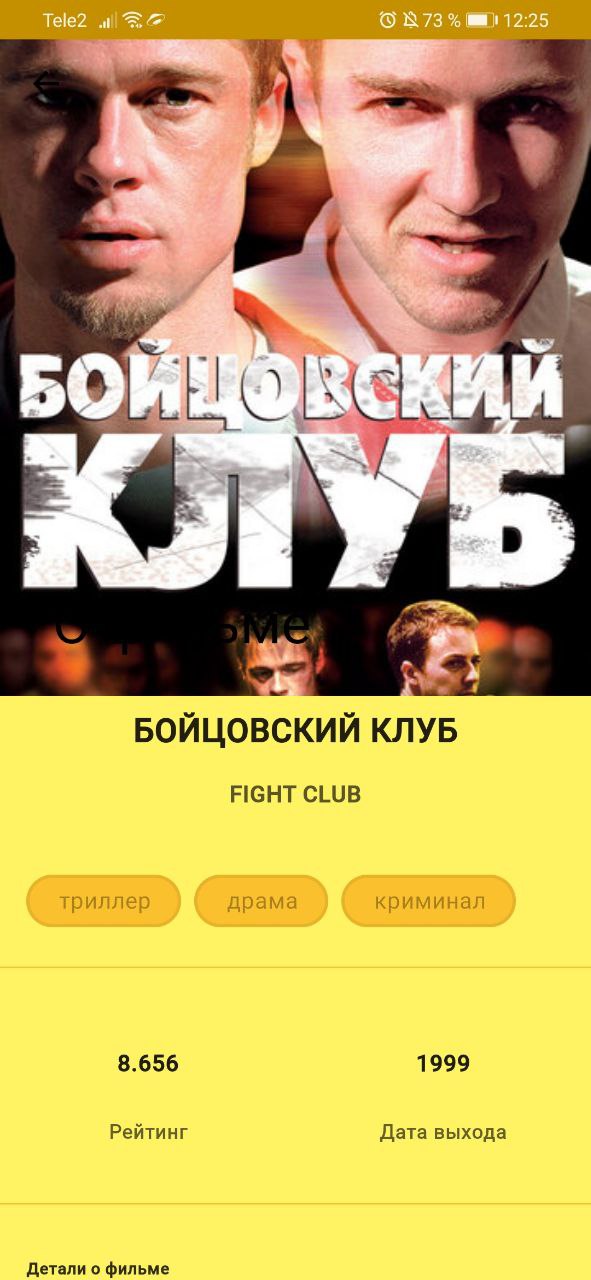 Tele2 73 % 12:25
БОЙЦОВСКИЙ
КЛУБ
БОЙЦОВСКИЙ КЛУБ
FIGHT CLUB
триллер драма криминал
8.656 1999
Рейтинг Дата выхода
Детали о фильме